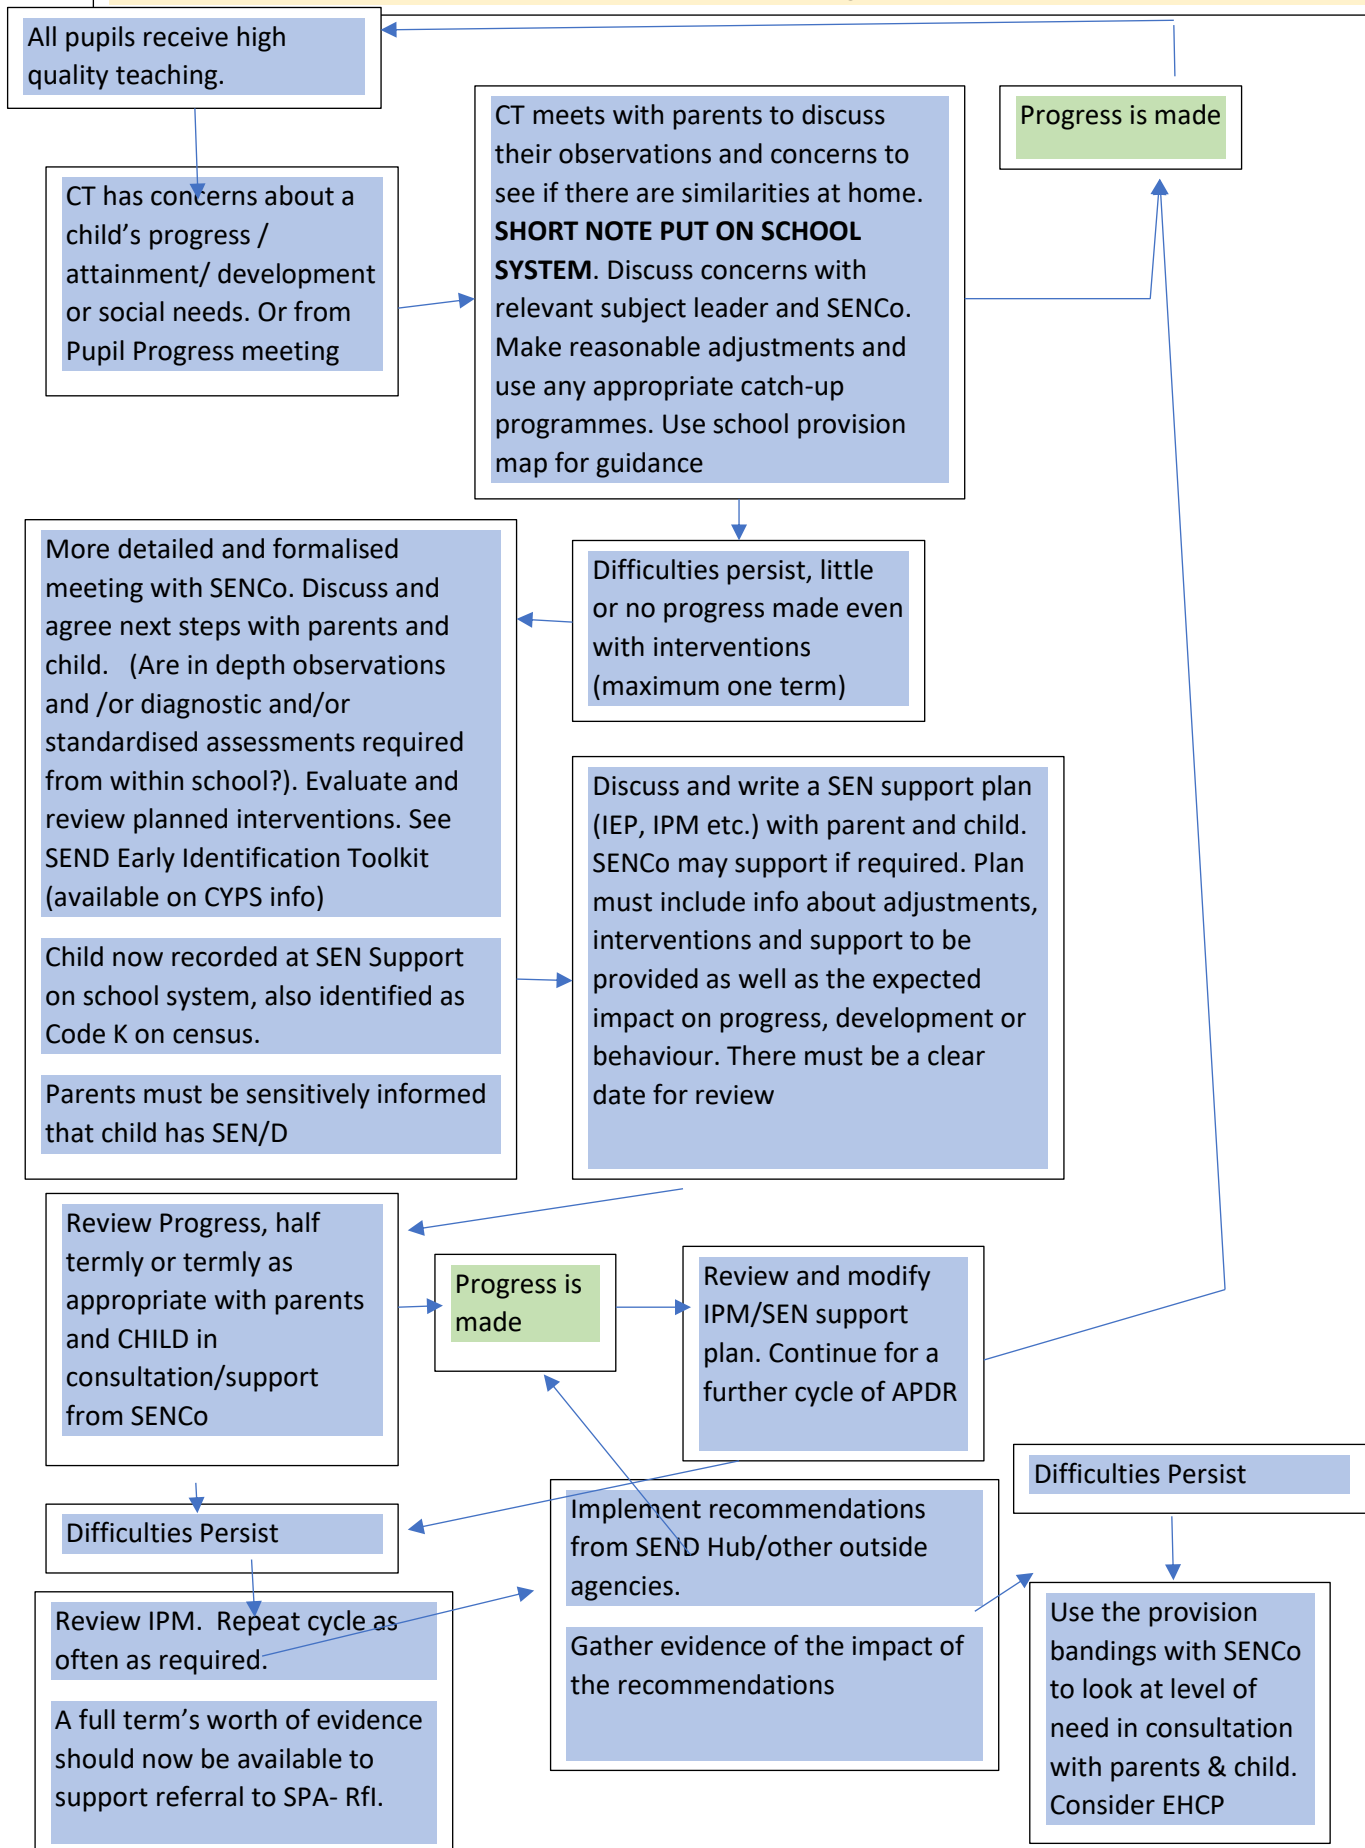 All pupils receive high
quality teaching.
CT has concerns about a
child's progress /
attainment/ development
or social needs. Or from
Pupil Progress meeting
CT meets with parents to discuss
their observations and concerns to
see if there are similarities at home.
SHORT NOTE PUT ON SCHOOL
SYSTEM. Discuss concerns with
relevant subject leader and SENCo.
Make reasonable adjustments and
use any appropriate catch-up
programmes. Use school provision
map for guidance
Progress is made
Difficulties persist, little
or no progress made even
with interventions
(maximum one term)
More detailed and formalised
meeting with SENCo. Discuss and
agree next steps with parents and
child.   (Are in depth observations
and /or diagnostic and/or
standardised assessments required
from within school?). Evaluate and
review planned interventions. See
SEND Early Identification Toolkit
(available on CYPS info)
Child now recorded at SEN Support
on school system, also identified as
Code K on census.
Parents must be sensitively informed
that child has SEN/D
Discuss and write a SEN support plan
(IEP, IPM etc.) with parent and child.
SENCo may support if required. Plan
must include info about adjustments,
interventions and support to be
provided as well as the expected
impact on progress, development or
behaviour. There must be a clear
date for review
Review Progress, half
termly or termly as
appropriate with parents
and CHILD in
consultation/support
from SENCo
Progress is
made
Review and modify
IPM/SEN support
plan. Continue for a
further cycle of APDR
Difficulties Persist
Review IPM.  Repeat cycle as
often as required.
A full term's worth of evidence
should now be available to
support referral to SPA- RfI.
Implement recommendations
from SEND Hub/other outside
agencies.
Gather evidence of the impact of
the recommendations
Difficulties Persist
Use the provision
bandings with SENCo
to look at level of
need in consultation
with parents & child.
Consider EHCP